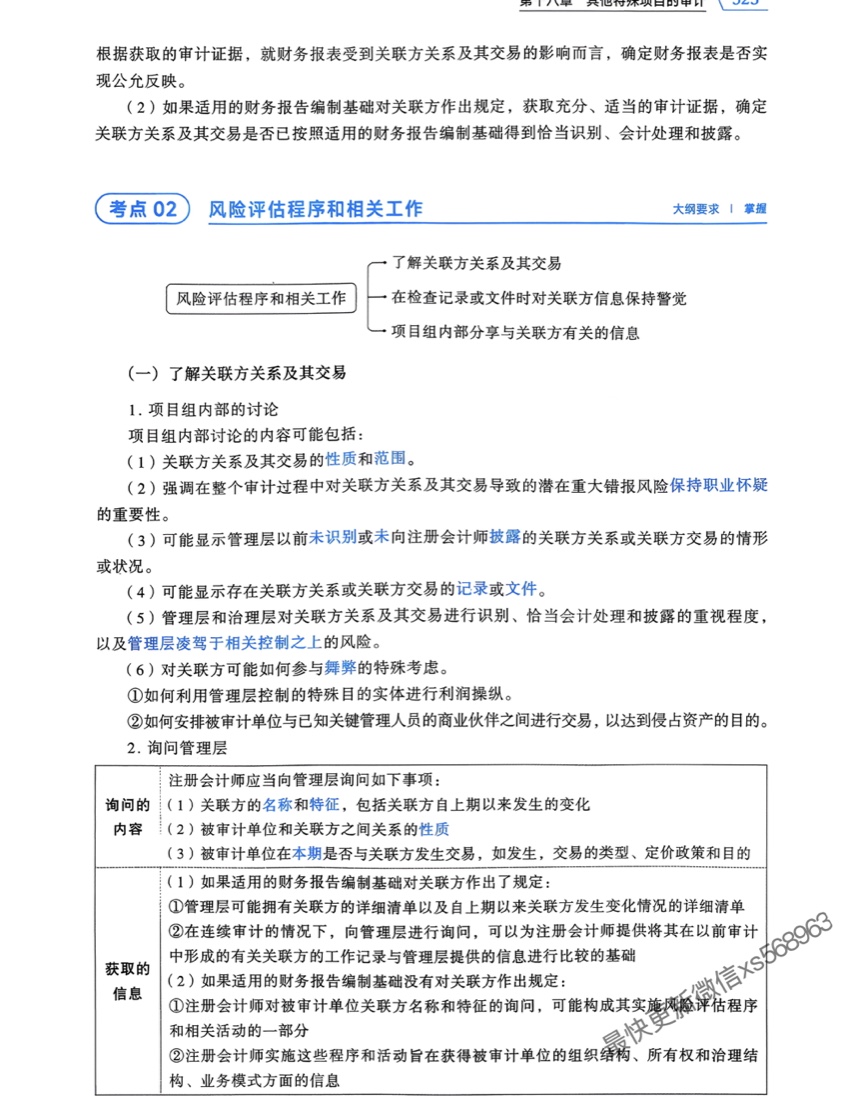 第十八章 其他特殊项目的审计 323
根据获取的审计证据，就财务报表受到关联方关系及其交易的影响而言，确定财务报表是否实
现公允反映。
（2）如果适用的财务报告编制基础对关联方作出规定，获取充分、适当的审计证据，确定
关联方关系及其交易是否已按照适用的财务报告编制基础得到恰当识别、会计处理和披露。
考点 02 风险评估程序和相关工作 大纲要求 | 掌握
了解关联方关系及其交易
风险评估程序和相关工作
在检查记录或文件时对关联方信息保持警觉
项目组内部分享与关联方有关的信息
（一）了解关联方关系及其交易
1. 项目组内部的讨论
项目组内部讨论的内容可能包括：
（1）关联方关系及其交易的性质和范围。
（2）强调在整个审计过程中对关联方关系及其交易导致的潜在重大错报风险保持职业怀疑
的重要性。
（3）可能显示管理层以前未识别或未向注册会计师披露的关联方关系或关联方交易的情形
或状况。
（4）可能显示存在关联方关系或关联方交易的记录或文件。
（5）管理层和治理层对关联方关系及其交易进行识别、恰当会计处理和披露的重视程度，
以及管理层凌驾于相关控制之上的风险。
（6）对关联方可能如何参与舞弊的特殊考虑。
①如何利用管理层控制的特殊目的实体进行利润操纵。
②如何安排被审计单位与已知关键管理人员的商业伙伴之间进行交易，以达到侵占资产的目的。
2. 询问管理层
询问的
内容
注册会计师应当向管理层询问如下事项：
（1）关联方的名称和特征，包括关联方自上期以来发生的变化
（2）被审计单位和关联方之间关系的性质
（3）被审计单位在本期是否与关联方发生交易，如发生，交易的类型、定价政策和目的
获取的
信息
（1）如果适用的财务报告编制基础对关联方作出了规定：
①管理层可能拥有关联方的详细清单以及自上期以来关联方发生变化情况的详细清单
②在连续审计的情况下，向管理层进行询问，可以为注册会计师提供将其在以前审计
中形成的有关关联方的工作记录与管理层提供的信息进行比较的基础
（2）如果适用的财务报告编制基础没有对关联方作出规定：
①注册会计师对被审计单位关联方名称和特征的询问，可能构成其实施风险评估程序
和相关活动的一部分
②注册会计师实施这些程序和活动旨在获得被审计单位的组织结构、所有权和治理结
构、业务模式方面的信息
最快更新微信xs568963